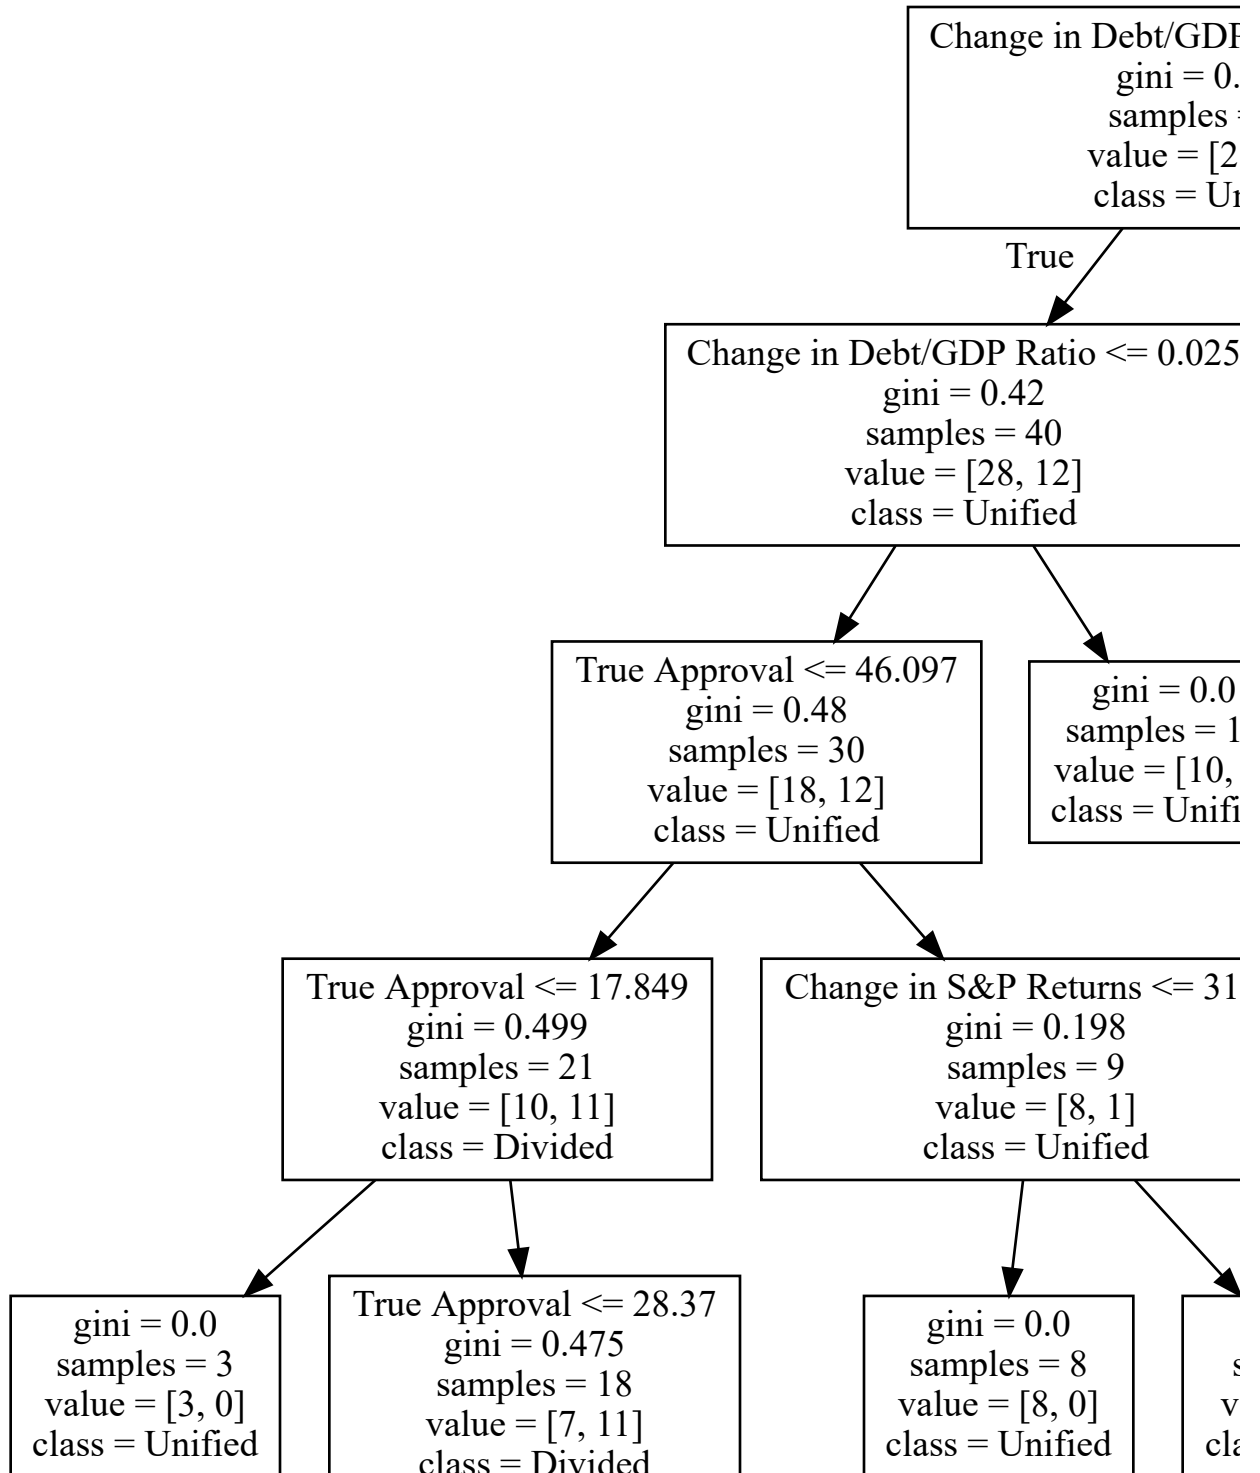 Change in Debt/GDP
gini = 0.
samples =
value = [2
class = Un
True
Change in Debt/GDP Ratio <= 0.025
gini = 0.42
samples = 40
value = [28, 12]
class = Unified
True Approval <= 46.097
gini = 0.48
samples = 30
value = [18, 12]
class = Unified
gini = 0.0
samples = 1
value = [10,
class = Unifi
True Approval <= 17.849
gini = 0.499
samples = 21
value = [10, 11]
class = Divided
Change in S&P Returns <= 31
gini = 0.198
samples = 9
value = [8, 1]
class = Unified
gini = 0.0
samples = 3
value = [3, 0]
class = Unified
True Approval <= 28.37
gini = 0.475
samples = 18
value = [7, 11]
class = Divided
gini = 0.0
samples = 8
value = [8, 0]
class = Unified
s
v
cla